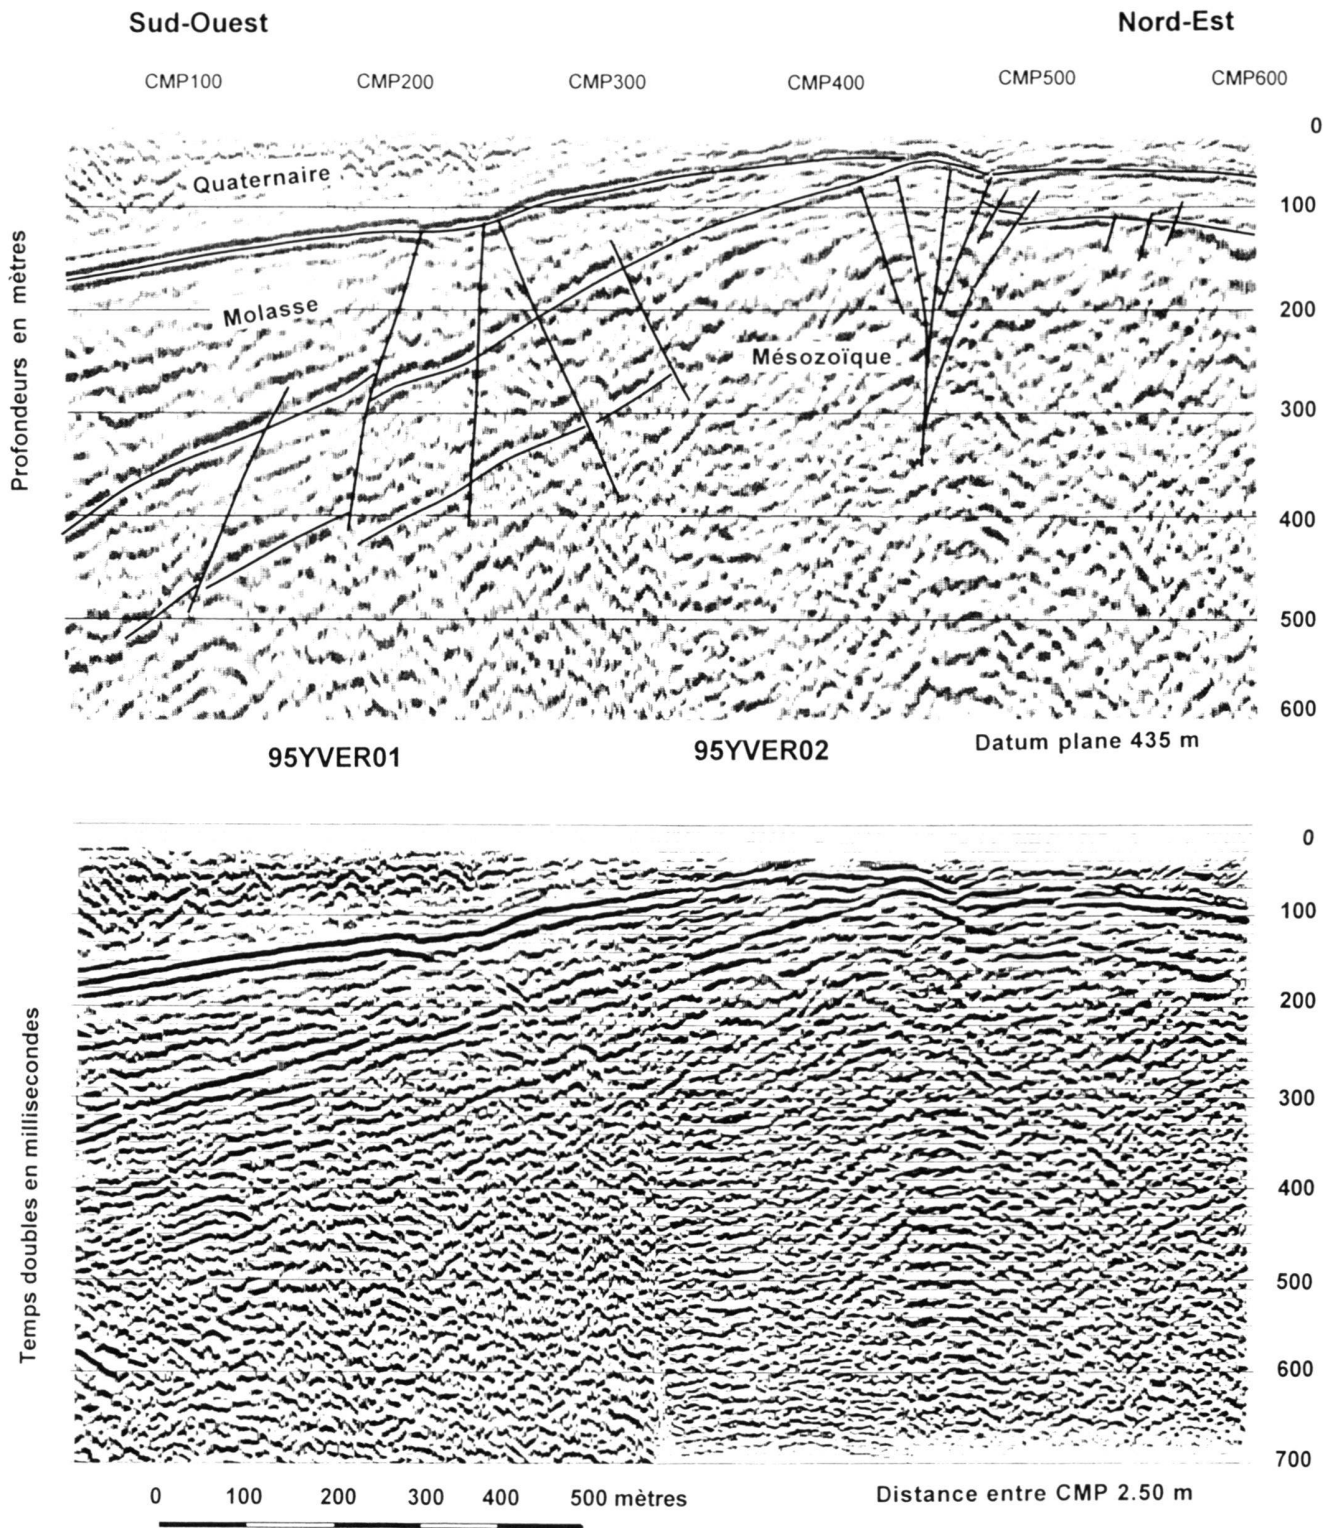 Sud-Ouest Nord-Est
CMP100 CMP200 CMP300 CMP400 CMP500 CMP600
Profondeurs en mètres
0
Quaternaire
100
Molasse
200
Mésozoïque
300
400
500
600
95YVER01 95YVER02 Datum plane 435 m
Temps doubles en millisecondes
0
100
200
300
400
500
600
700
0 100 200 300 400 500 mètres Distance entre CMP 2.50 m